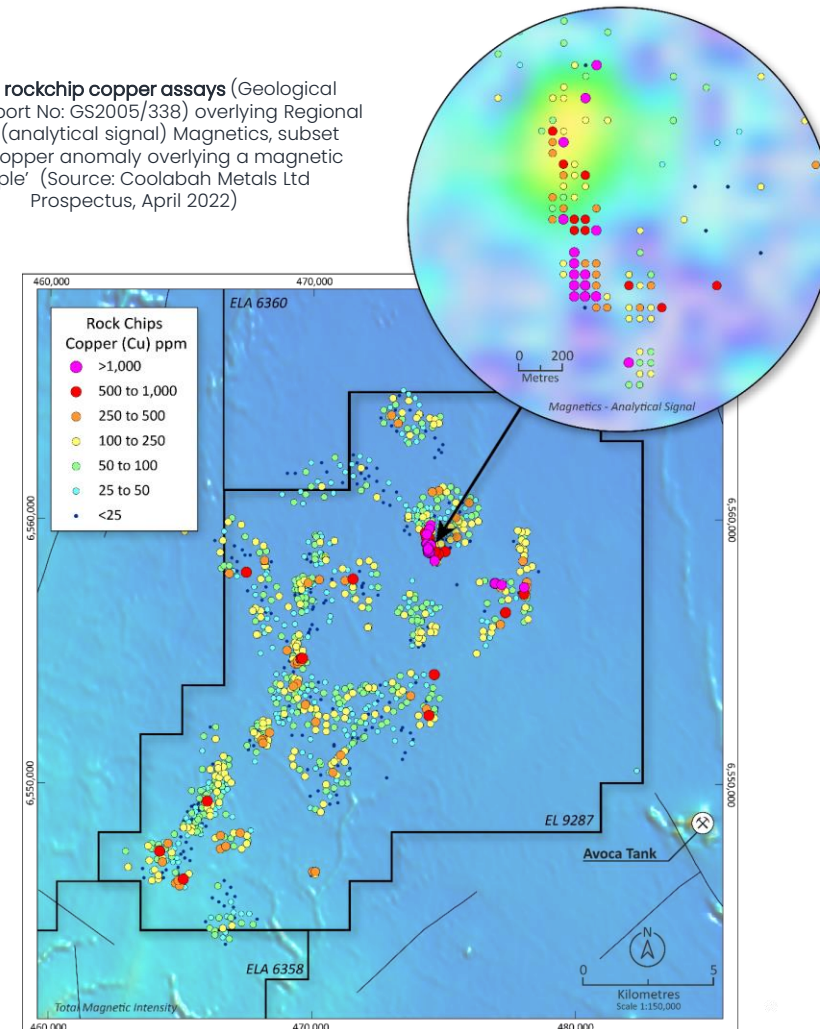 rockchip copper assays (Geological
port No: GS2005/338) overlying Regional
(analytical signal) Magnetics, subset
opper anomaly overlying a magnetic
ple' (Source: Coolabah Metals Ltd
Prospectus, April 2022)
0 200
Metres
Magnetics - Analytical Signal
460,000 470,000
ELA 6360
Rock Chips
Copper (Cu) ppm
>1,000
500 to 1,000
250 to 500
100 to 250
50 to 100
25 to 50
<25
6,560,000
6,560,000
6,550,000
6,550,000
EL 9287
Avoca Tank
ELA 6358
N
0 5
Kilometres
Scale 1:150,000
Total Magnetic Intensity
460,000 470,000 480,000